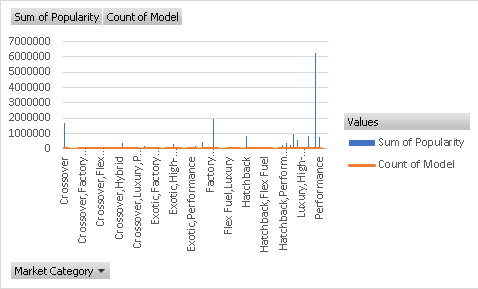 Sum of Popularity Count of Model
7000000
6000000
5000000
4000000
3000000
2000000
1000000
0
Crossover
Crossover,Factory...
Crossover,Flex...
Crossover,Hybrid
Crossover,Luxury,P...
Exotic,Factory...
Exotic,High-...
Exotic,Performance
Factory...
Flex Fuel,Luxury
Hatchback
Hatchback,Flex Fuel
Hatchback,Perform...
Luxury,High-...
Performance
Values
Sum of Popularity
Count of Model
Market Category